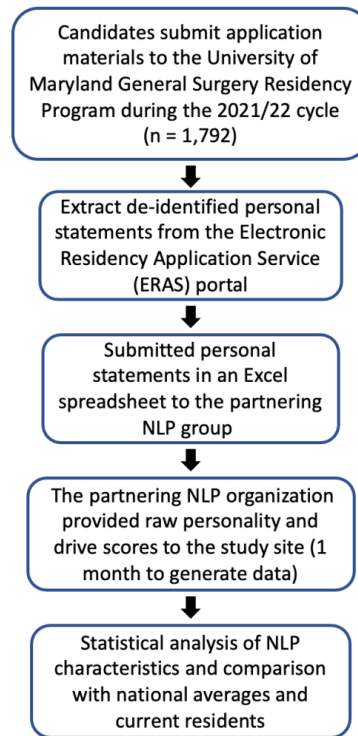 Candidates submit application
materials to the University of
Maryland General Surgery Residency
Program during the 2021/22 cycle
(n = 1,792)
Extract de-identified personal
statements from the Electronic
Residency Application Service
(ERAS) portal
Submitted personal
statements in an Excel
spreadsheet to the partnering
NLP group
The partnering NLP organization
provided raw personality and
drive scores to the study site (1
month to generate data)
Statistical analysis of NLP
characteristics and comparison
with national averages and
current residents